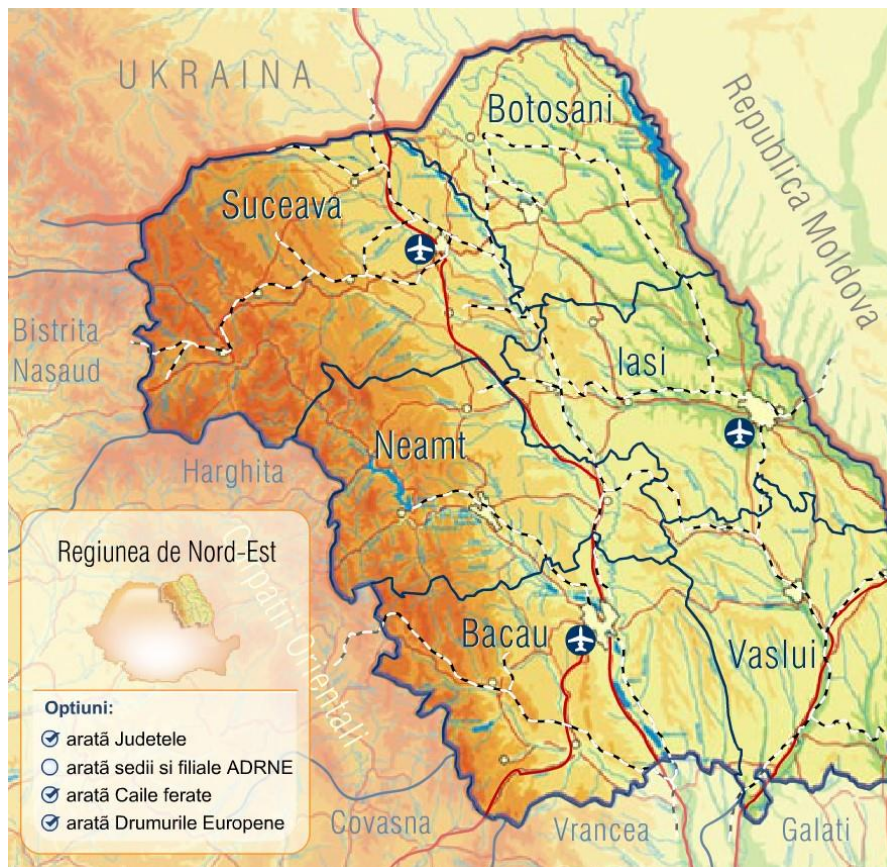 UKRAINA
Botosani
Republica Moldova
Suceava
Bistrita
Nasaud
Iasi
Neamt
Harghita
Carpatii Orientali
Bacau
Vaslui
Covasna
Vrancea
Galati
Regiunea de Nord-Est
Optiuni:
arată Judetele
arată sedii si filiale ADRNE
arată Caile ferate
arată Drumurile Europene